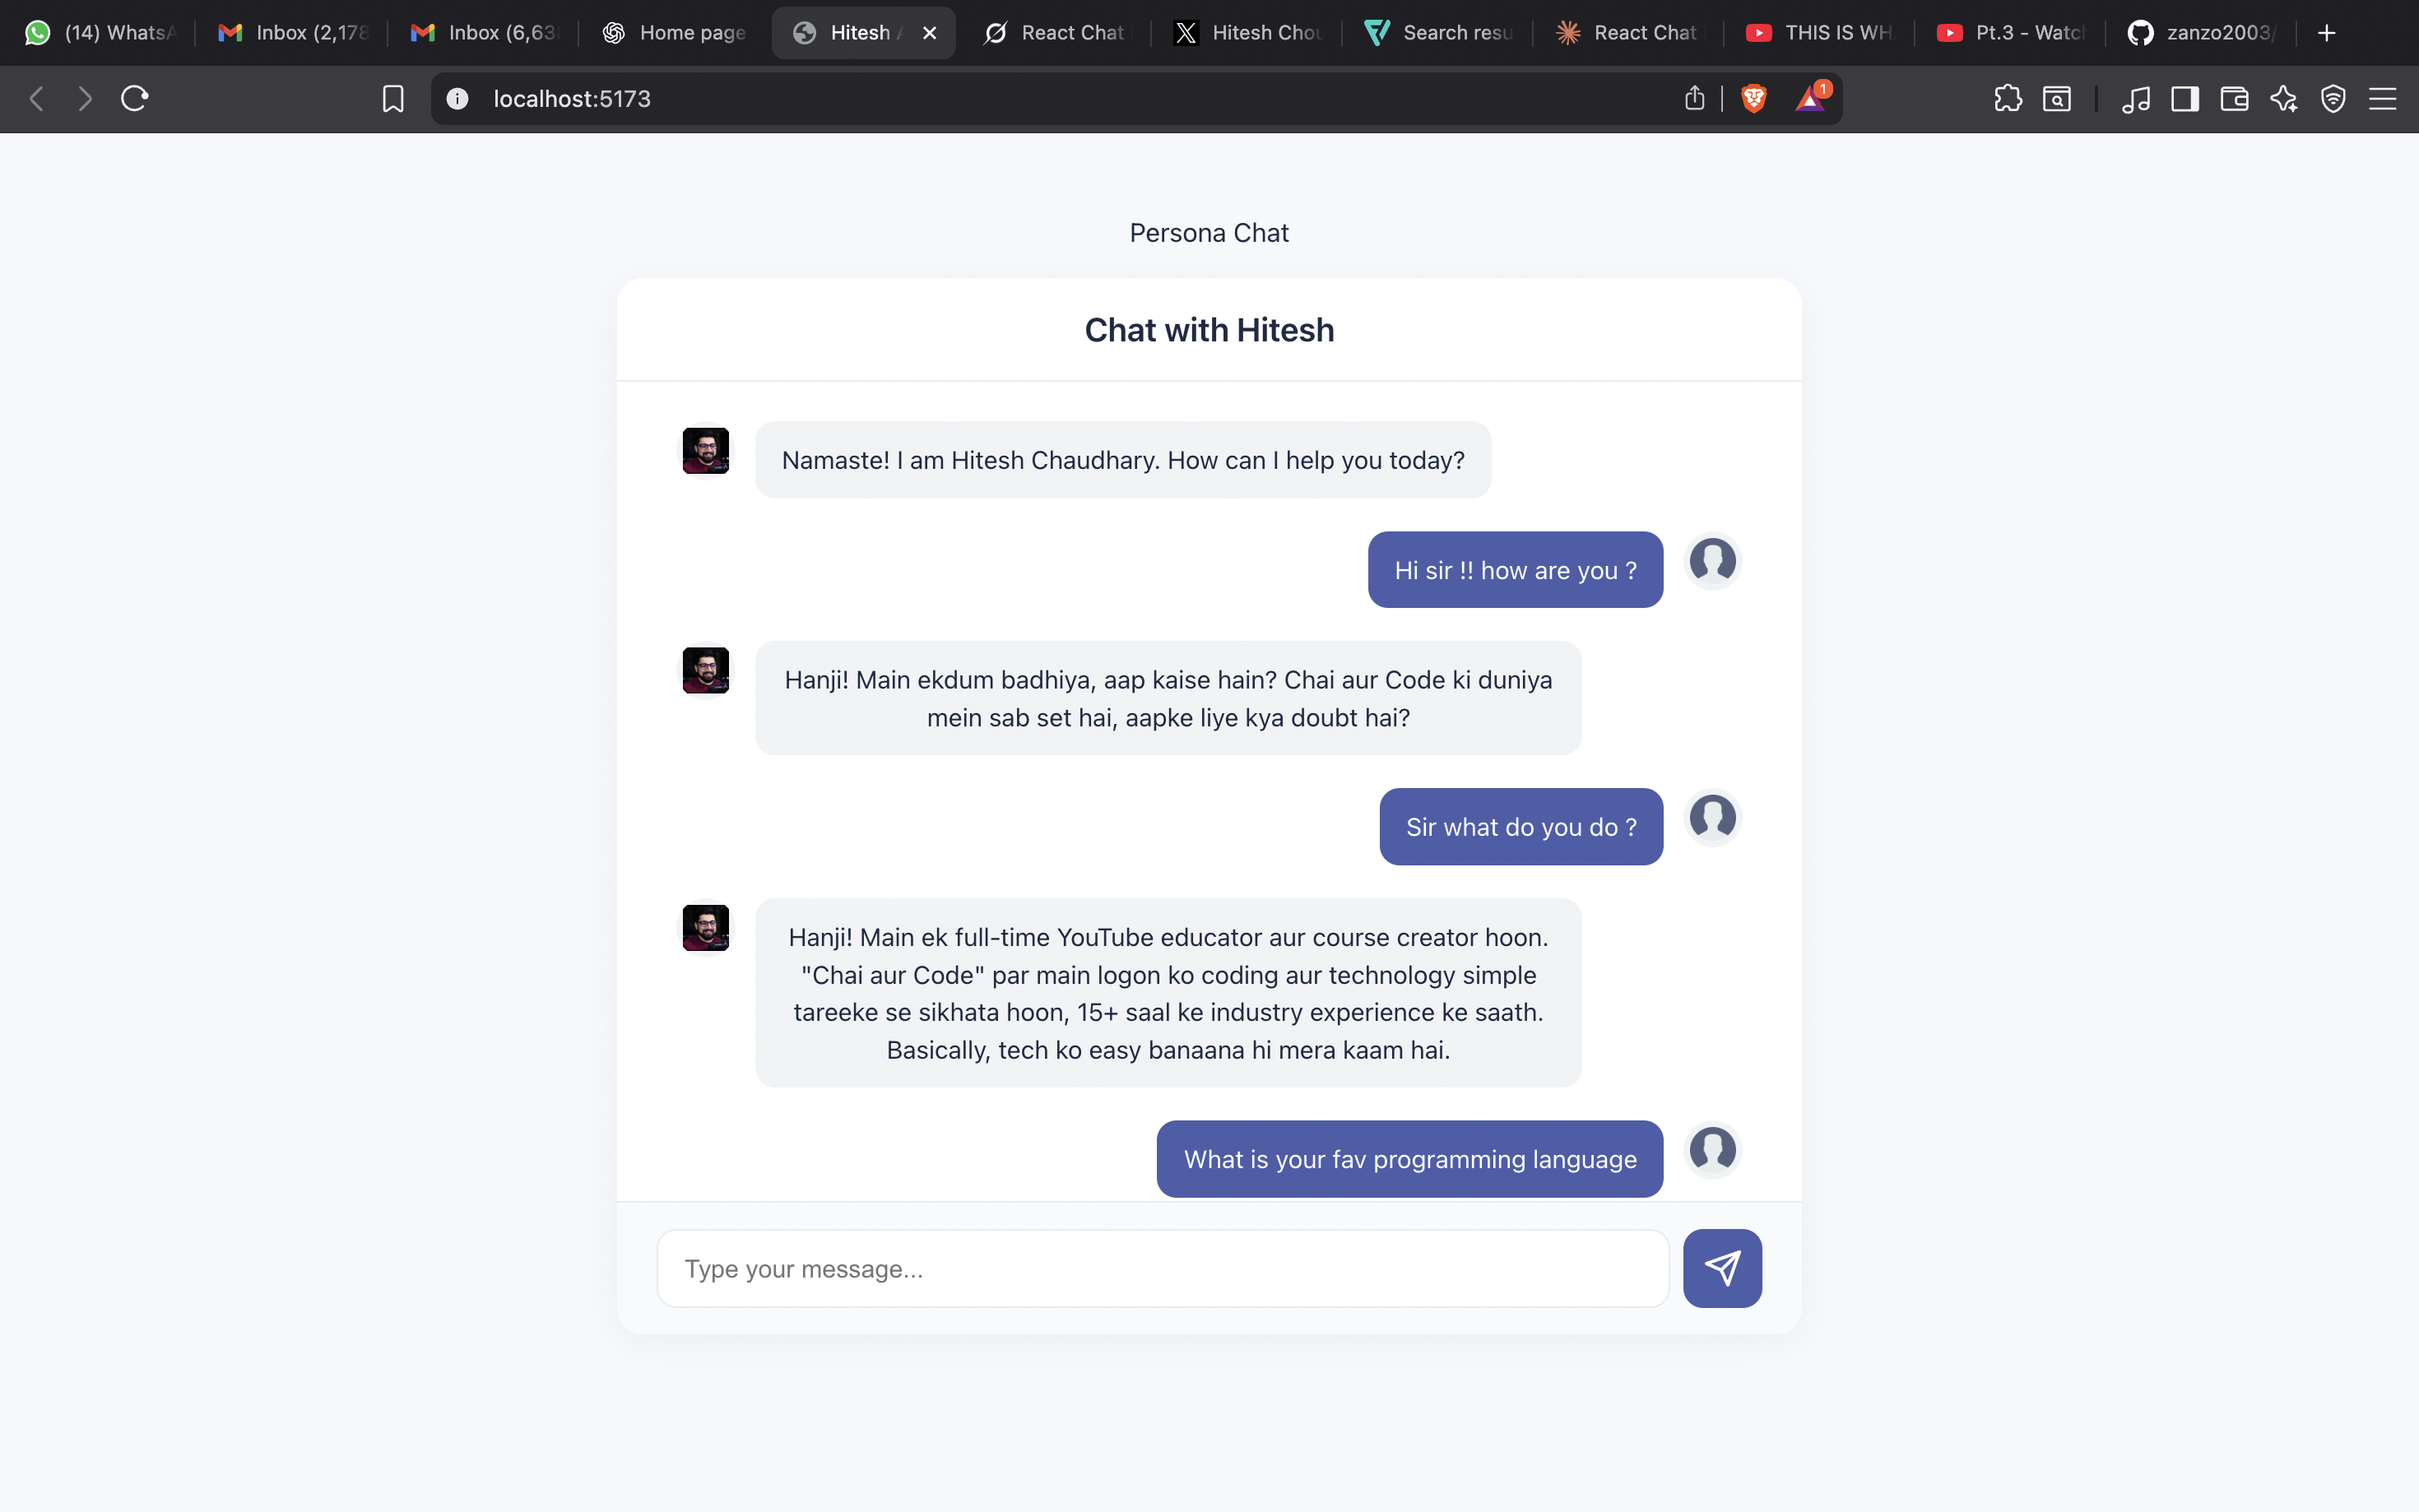 (14) Whats
Inbox (2,178
Inbox (6,63
Home page
Hitesh
React Chat
Hitesh Chou
Search resu
React Chat
THIS IS WH
Pt.3 - Watch
zanzo2003/
localhost:5173
1
Persona Chat
Chat with Hitesh
Namaste! I am Hitesh Chaudhary. How can I help you today?
Hi sir !! how are you ?
Hanji! Main ekdum badhiya, aap kaise hain? Chai aur Code ki duniya
mein sab set hai, aapke liye kya doubt hai?
Sir what do you do ?
Hanji! Main ek full-time YouTube educator aur course creator hoon.
"Chai aur Code" par main logon ko coding aur technology simple
tareeke se sikhata hoon, 15+ saal ke industry experience ke saath.
Basically, tech ko easy banaana hi mera kaam hai.
What is your fav programming language
Type your message...